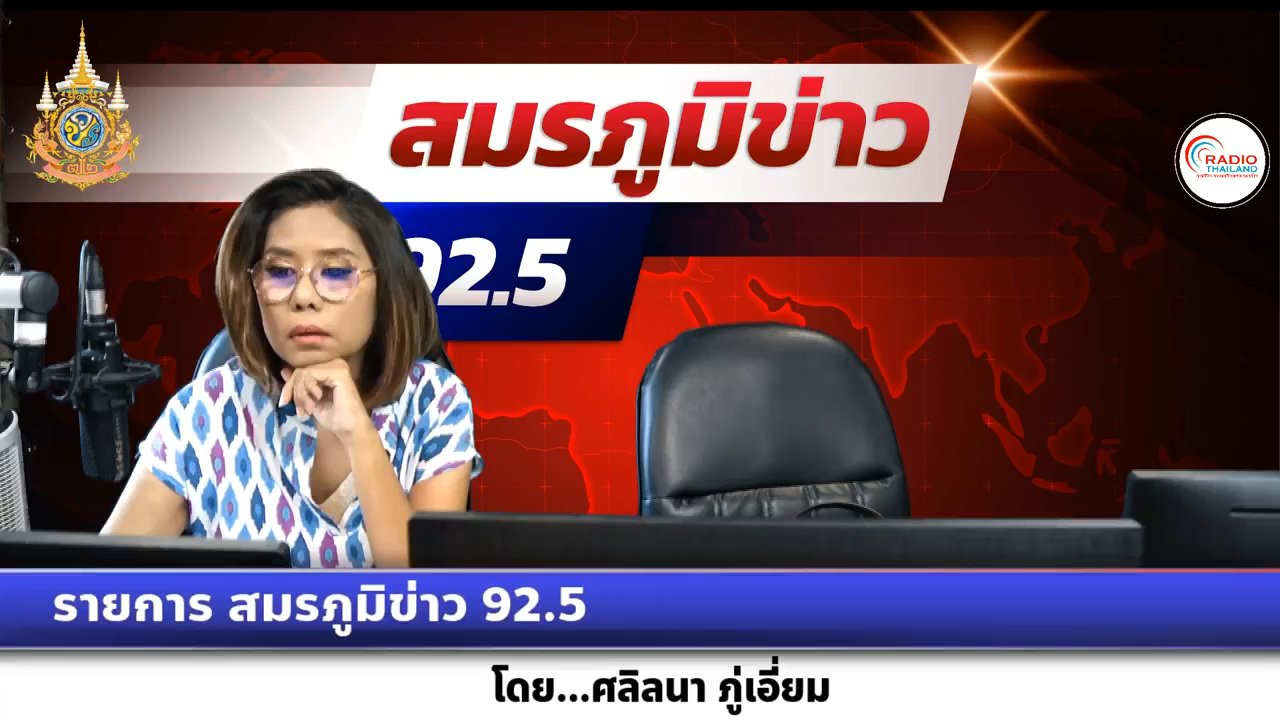 สมรภูมิข่าว
92.5
RADIO
THAILAND
รายการ สมรภูมิข่าว 92.5
โดย...ศลิลนา ภู่เอี่ยม